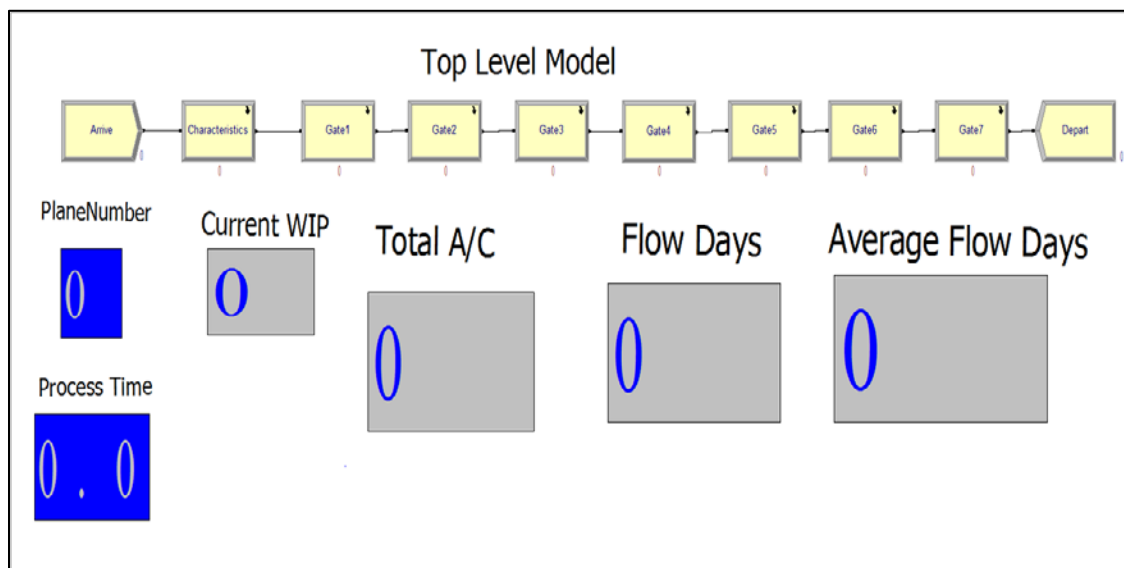 Top Level Model
Arrive Characteristics Gate1 Gate2 Gate3 Gate4 Gate5 Gate6 Gate7 Depart
0 0
0 0 0 0 0 0 0 0
PlaneNumber Current WIP Total A/C Flow Days Average Flow Days
0 0 0 0 0
Process Time
0.0